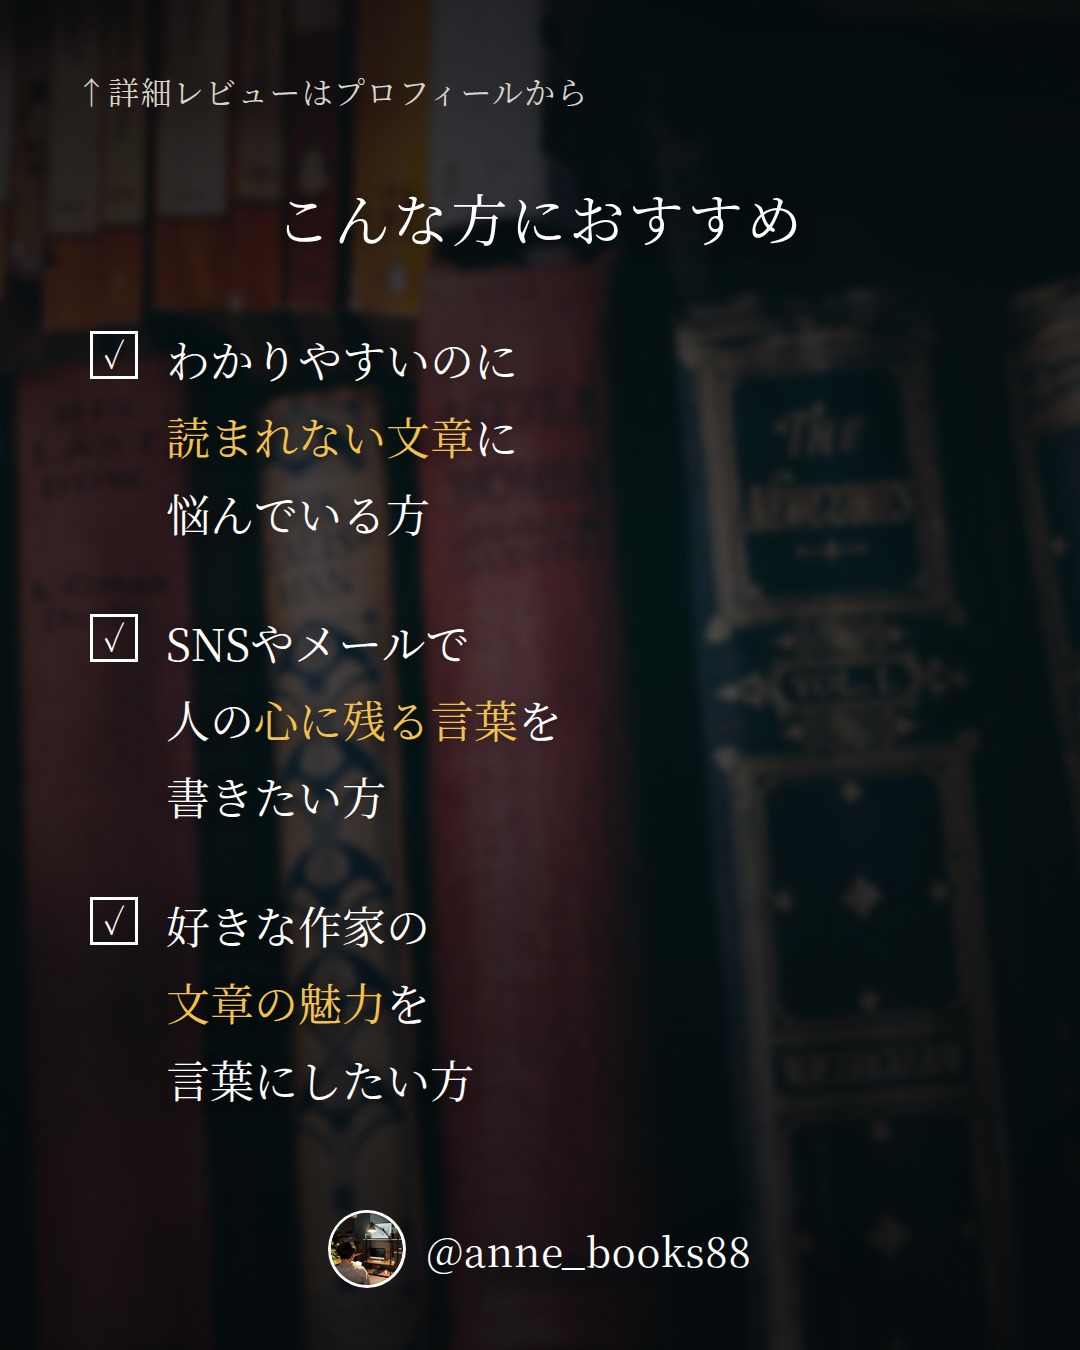 ↑詳細レビューはプロフィールから
こんな方におすすめ
わかりやすいのに
読まれない文章に
悩んでいる方
SNSやメールで
人の心に残る言葉を
書きたい方
好きな作家の
文章の魅力を
言葉にしたい方
@anne_books88
THE
VOL. I.